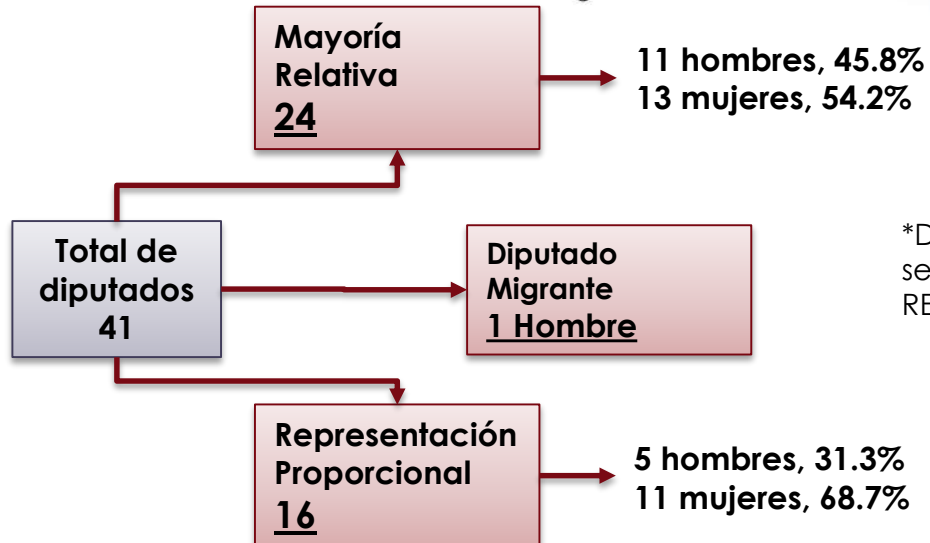 Mayoría
Relativa
24
11 hombres, 45.8%
13 mujeres, 54.2%
Total de
diputados
41
Diputado
Migrante
1 Hombre
Representación
Proporcional
16
5 hombres, 31.3%
11 mujeres, 68.7%